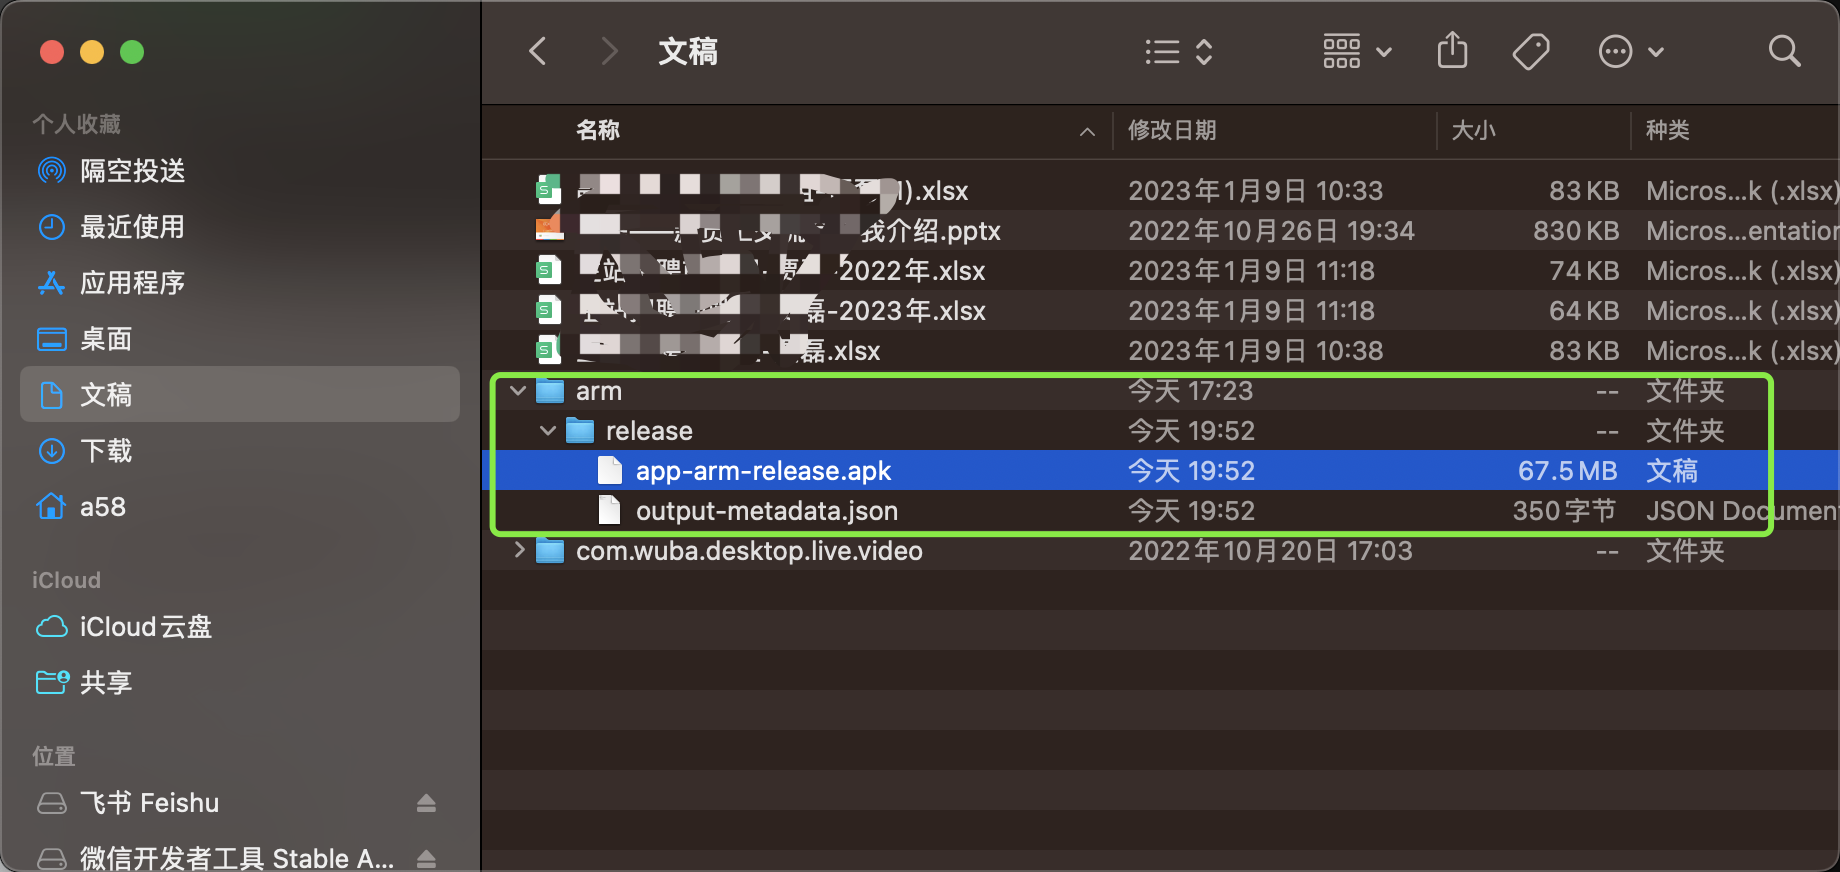 文稿
个人收藏
隔空投送
最近使用
应用程序
桌面
文稿
下载
a58
iCloud
iCloud云盘
共享
位置
飞书 Feishu
微信开发者工具 Stable A...
名称 修改日期 大小 种类
).xlsx 2023年1月9日 10:33 83 KB Micros...k (.xlsx)
我介绍.pptx 2022年10月26日 19:34 830 KB Micros...entation
-2022年.xlsx 2023年1月9日 11:18 74 KB Micros...k (.xlsx)
磊-2023年.xlsx 2023年1月9日 11:18 64 KB Micros...k (.xlsx)
磊.xlsx 2023年1月9日 10:38 83 KB Micros...k (.xlsx)
arm 今天 17:23 -- 文件夹
release 今天 19:52 -- 文件夹
app-arm-release.apk 今天 19:52 67.5 MB 文稿
output-metadata.json 今天 19:52 350 字节 JSON Documen
com.wuba.desktop.live.video 2022年10月20日 17:03 -- 文件夹